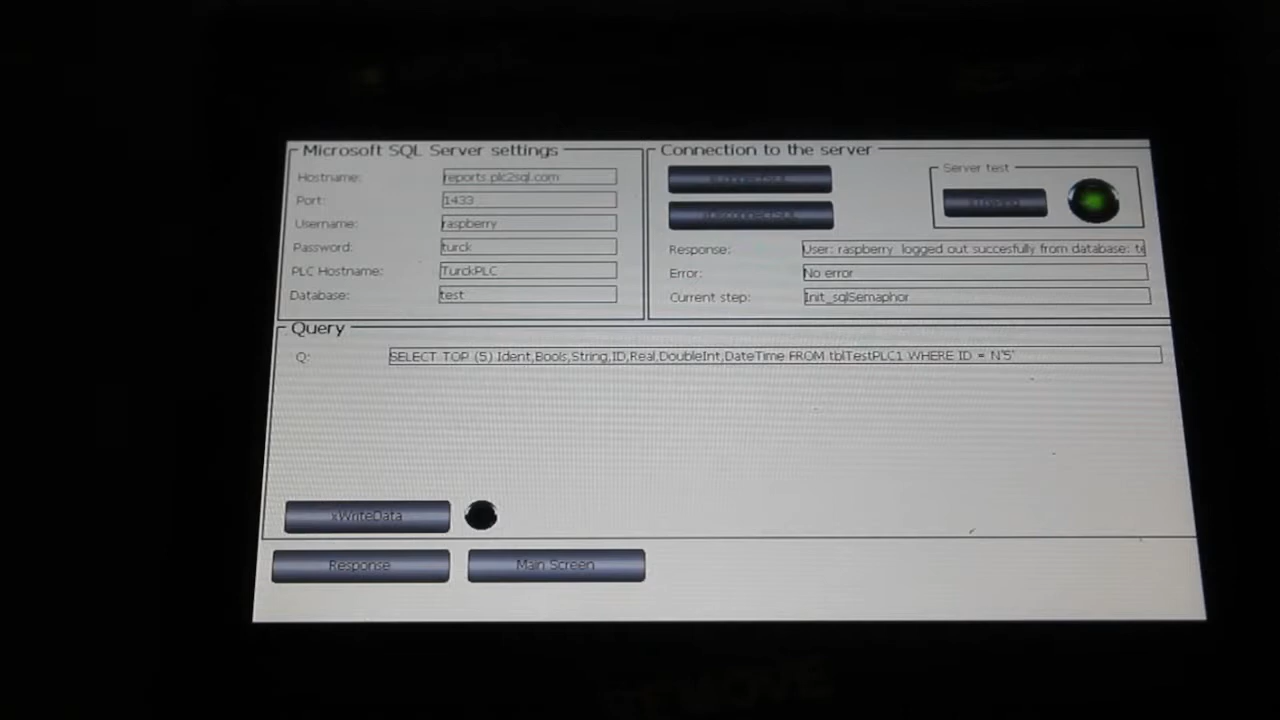 Microsoft SQL Server settings
Hostname: reports.plc2sql.com
Port: 1433
Username: raspberry
Password: turck
PLC Hostname: TurckPLC
Database: test
Connection to the server
Server test
Response: User: raspberry logged out succesfully from database: te
Error: No error
Current step: Init_sqlSemaphor
Query
Q: SELECT TOP (5) Ident,Bools,String,ID,Real,DoubleInt,DateTime FROM tblTestPLC1 WHERE ID = N'5'
xWriteData
Response Main Screen